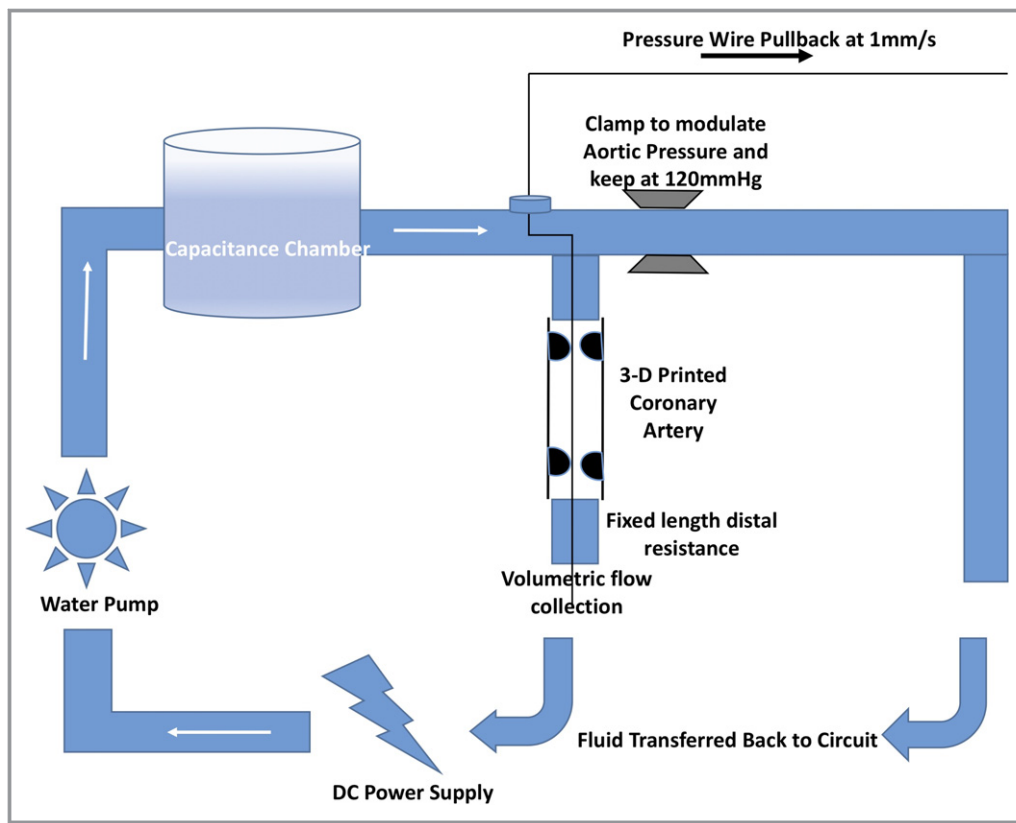 Pressure Wire Pullback at 1mm/s
Clamp to modulate
Aortic Pressure and
keep at 120mmHg
Capacitance Chamber
3-D Printed
Coronary
Artery
Fixed length distal
resistance
Volumetric flow
collection
Water Pump
Fluid Transferred Back to Circuit
DC Power Supply